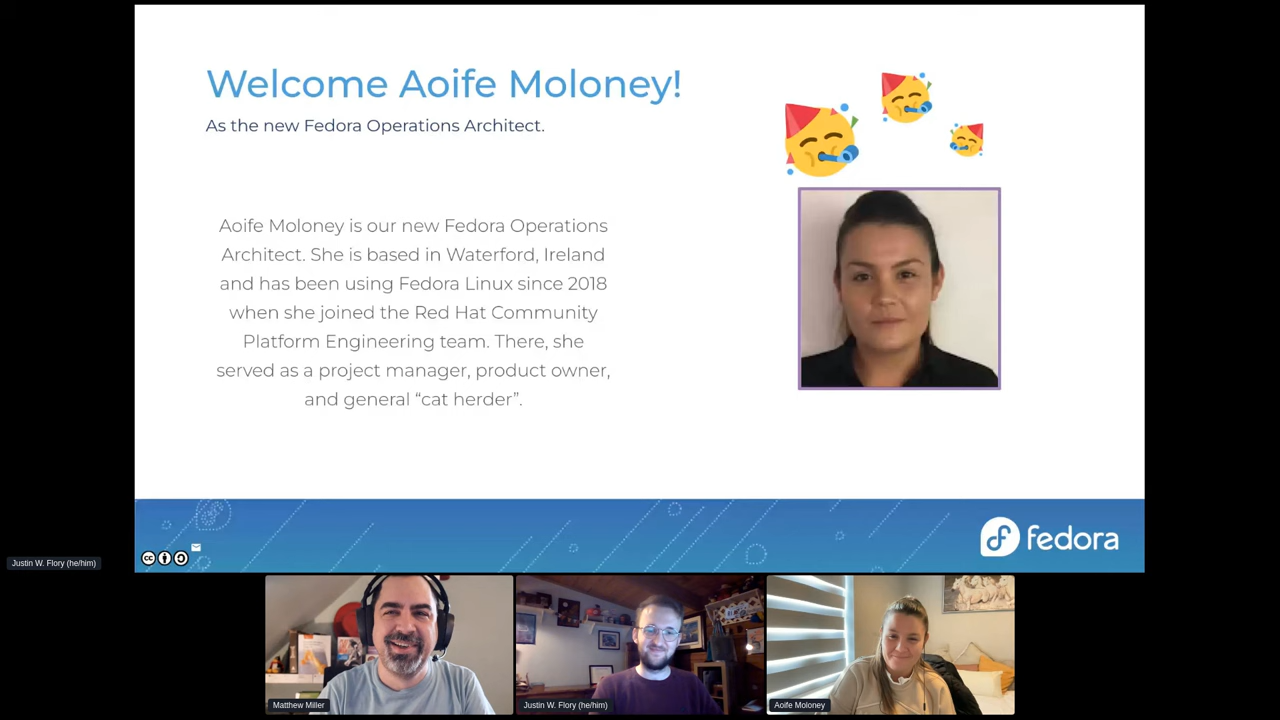 Welcome Aoife Moloney!
As the new Fedora Operations Architect.
Aoife Moloney is our new Fedora Operations
Architect. She is based in Waterford, Ireland
and has been using Fedora Linux since 2018
when she joined the Red Hat Community
Platform Engineering team. There, she
served as a project manager, product owner,
and general “cat herder”.
fedora
cc
Justin W. Flory (he/him)
Matthew Miller
Justin W. Flory (he/him)
Aoife Moloney